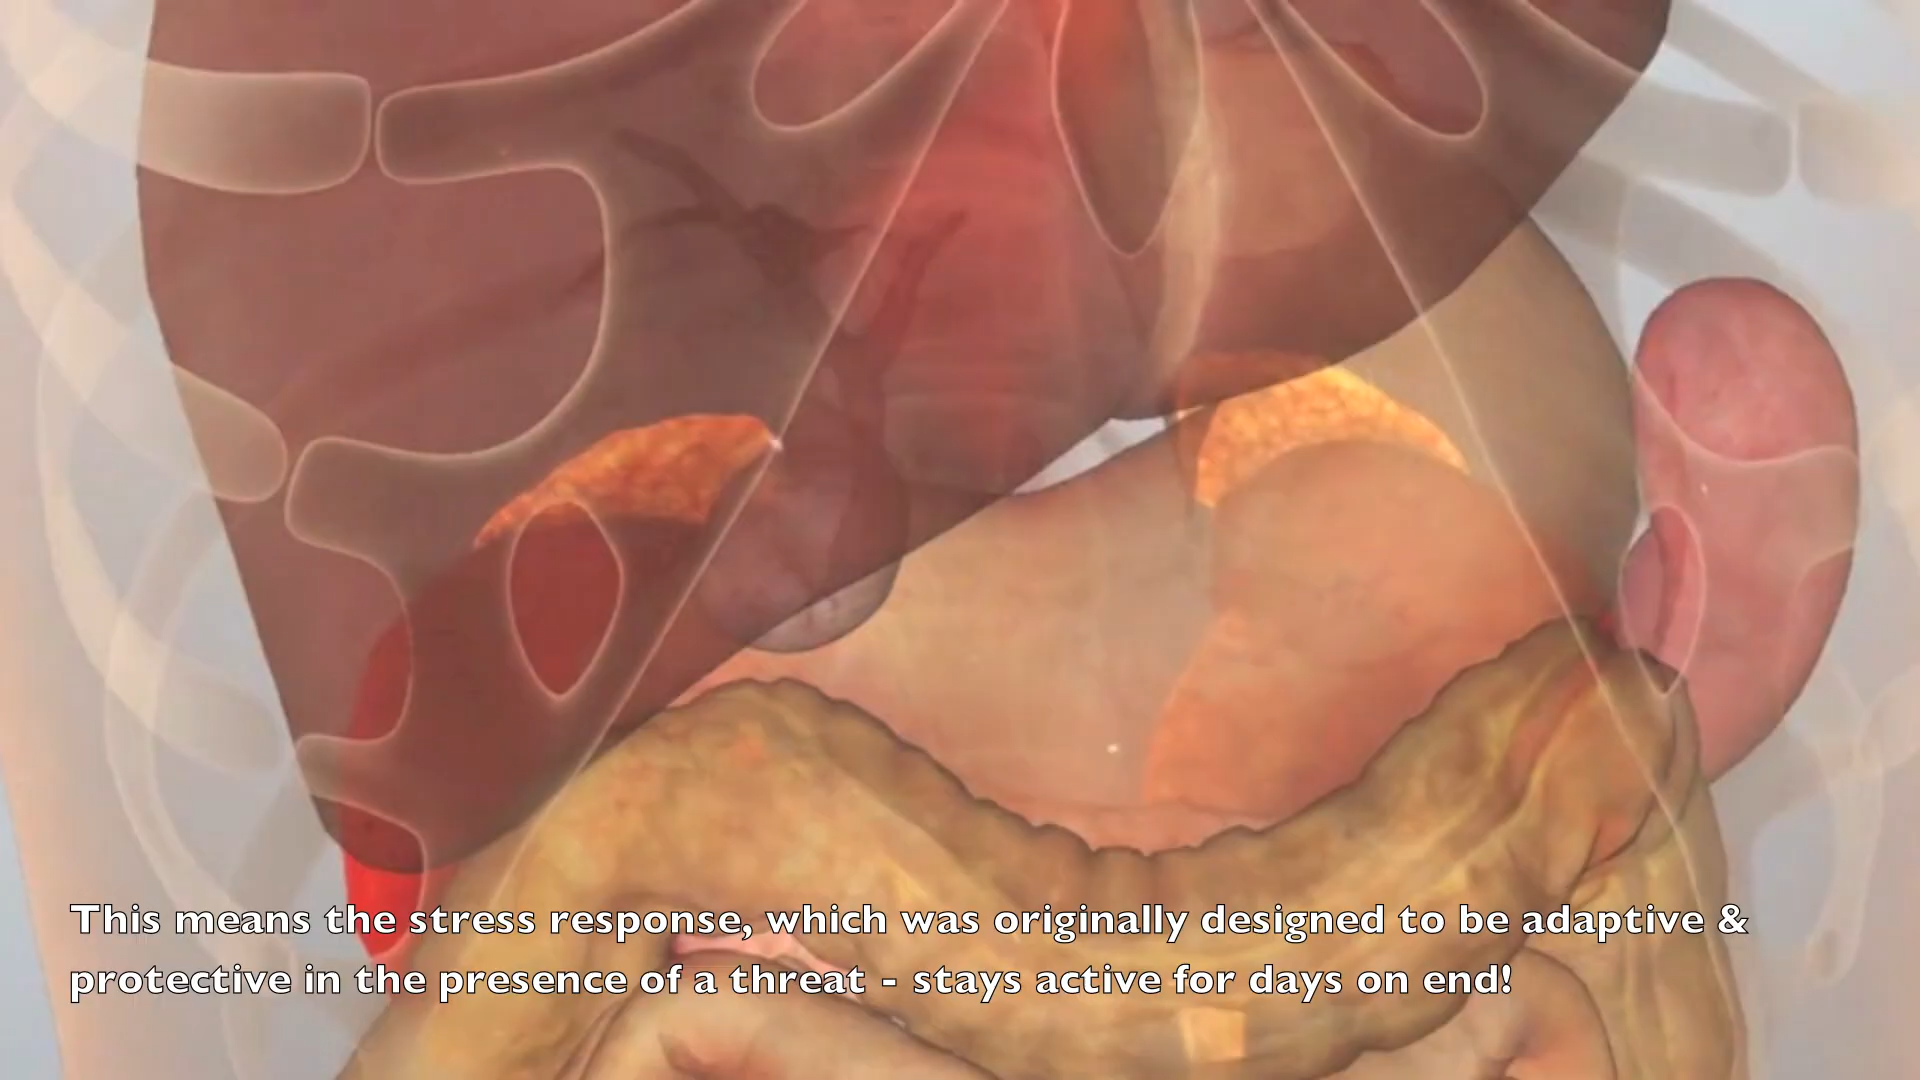 This means the stress response, which was originally designed to be adaptive &
protective in the presence of a threat - stays active for days on end!